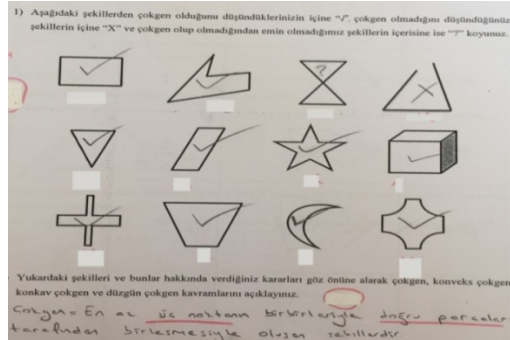 1) Aşağıdaki şekillerden çokgen olduğunu düşündüklerinizin içine “√”. çokgen olmadığını düşündüğünüz
şekillerin içine “X” ve çokgen olup olmadığından emin olmadığımız şekillerin içerisine ise “?” koyunuz.
✓ ✓ ? X
✓ ✓ ✓ ✓
✓ ✓ ✓ ✓
Yukardaki şekilleri ve bunlar hakkında verdiğiniz kararları göz önüne alarak çokgen, konveks çokgen
konkav çokgen ve düzgün çokgen kavramlarını açıklayınız.
Çokgen = En az üç noktanın birbirleriyle doğru parçaları
tarafından birleşmesiyle oluşan şekillerdir.